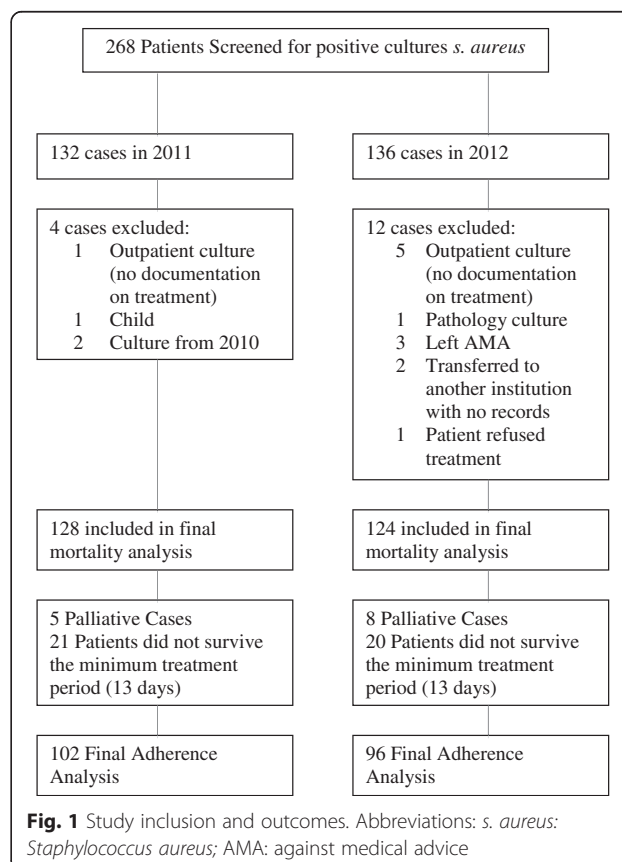 268 Patients Screened for positive cultures s. aureus
132 cases in 2011
4 cases excluded:
1 Outpatient culture
(no documentation
on treatment)
1 Child
2 Culture from 2010
128 included in final
mortality analysis
5 Palliative Cases
21 Patients did not survive
the minimum treatment
period (13 days)
102 Final Adherence
Analysis
136 cases in 2012
12 cases excluded:
5 Outpatient culture
(no documentation
on treatment)
1 Pathology culture
3 Left AMA
2 Transferred to
another institution
with no records
1 Patient refused
treatment
124 included in final
mortality analysis
8 Palliative Cases
20 Patients did not survive
the minimum treatment
period (13 days)
96 Final Adherence
Analysis
Fig. 1 Study inclusion and outcomes. Abbreviations: s. aureus:
Staphylococcus aureus; AMA: against medical advice